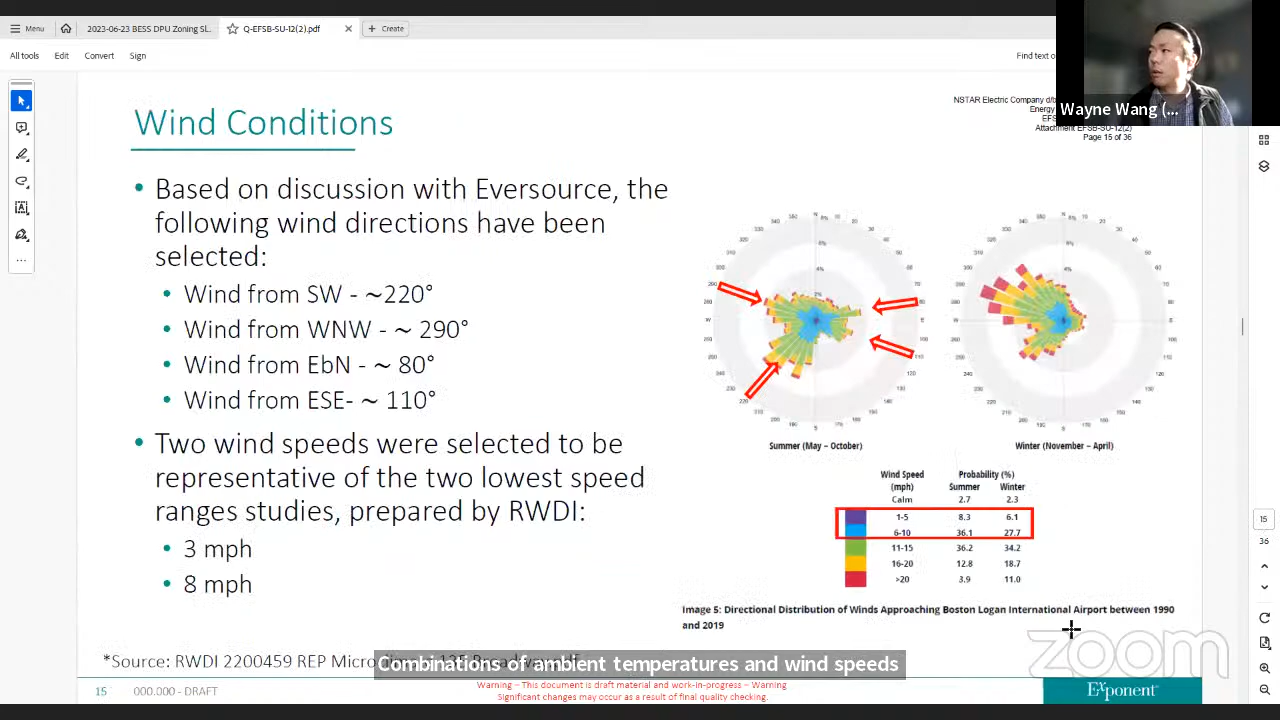 Menu
2023-06-23 BESS DPU Zoning SL.
Q-EFSB-SU-12(2).pdf
+ Create
All tools
Edit
Convert
Sign
Find text o
Wayne Wang (...
NSTAR Electric Company d/b
Energy
EFS
Attachment EFSB-SU-12(2)
Page 15 of 36
Wind Conditions
• Based on discussion with Eversource, the
following wind directions have been
selected:
• Wind from SW - ~220°
• Wind from WNW - ~ 290°
• Wind from EbN - ~ 80°
• Wind from ESE- ~ 110°
• Two wind speeds were selected to be
representative of the two lowest speed
ranges studies, prepared by RWDI:
• 3 mph
• 8 mph
Summer (May – October)
Winter (November – April)
Wind Speed Probability (%)
(mph) Summer Winter
Calm 2.7 2.3
1-5 8.3 6.1
6-10 36.1 27.7
11-15 36.2 34.2
16-20 12.8 18.7
>20 3.9 11.0
Image 5: Directional Distribution of Winds Approaching Boston Logan International Airport between 1990
and 2019
15
36
zoom
*Source: RWDI 2200459 REP
Combinations of ambient temperatures and wind speeds
15
000.000 - DRAFT
Warning – This document is draft material and work-in-progress – Warning
Significant changes may occur as a result of final quality checking.
Exponent